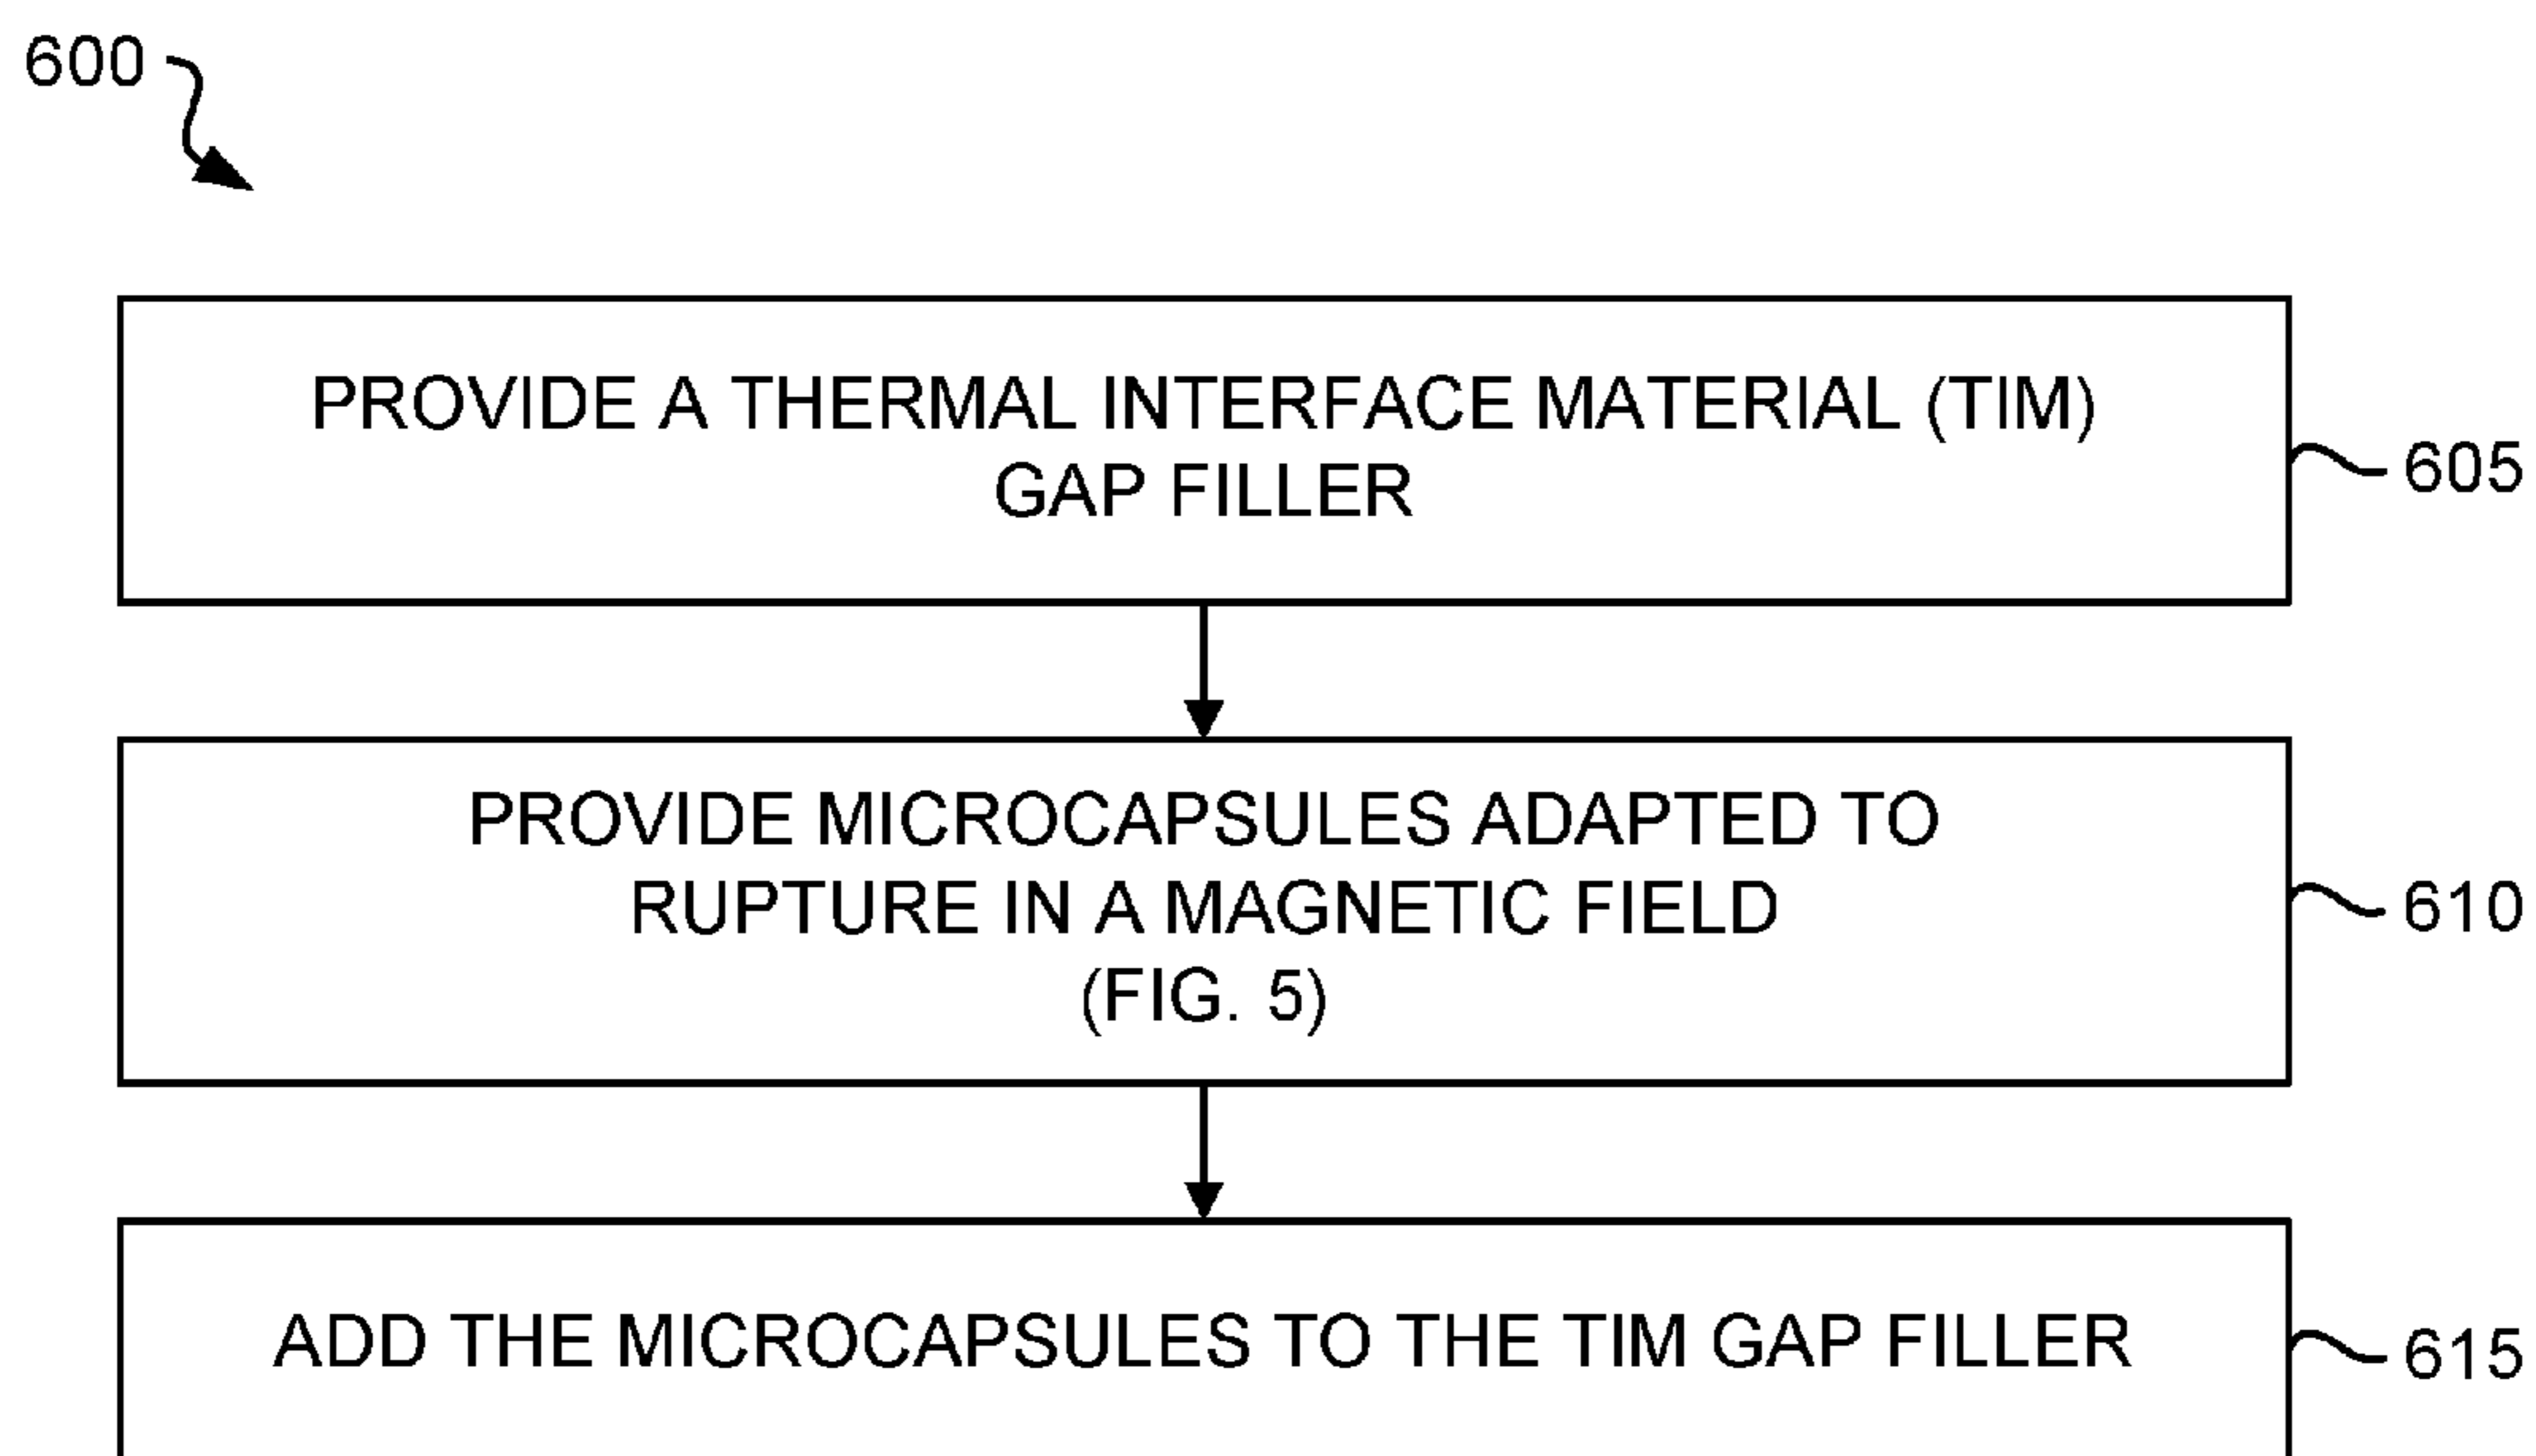 600
PROVIDE A THERMAL INTERFACE MATERIAL (TIM)
GAP FILLER
605
PROVIDE MICROCAPSULES ADAPTED TO
RUPTURE IN A MAGNETIC FIELD
(FIG. 5)
610
ADD THE MICROCAPSULES TO THE TIM GAP FILLER
615